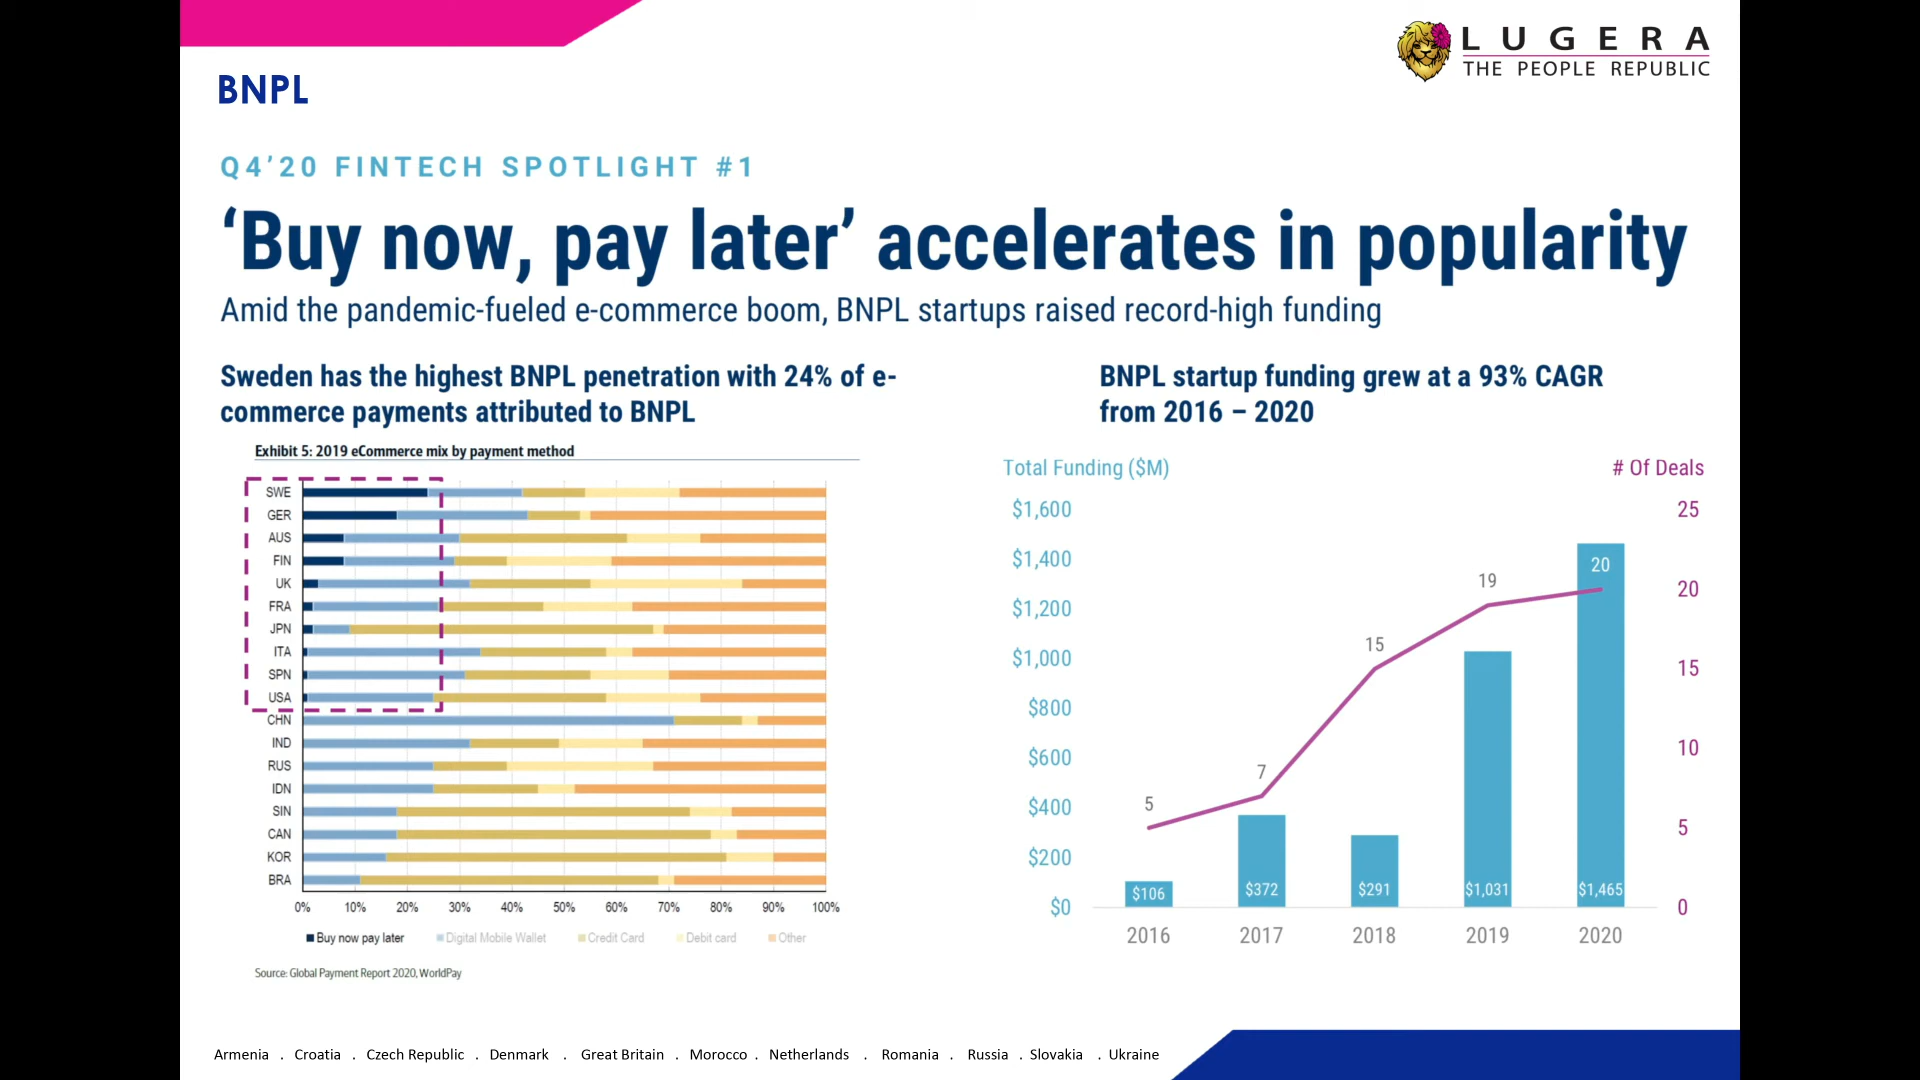 LUGERA
THE PEOPLE REPUBLIC
BNPL
Q4’20 FINTECH SPOTLIGHT #1
‘Buy now, pay later’ accelerates in popularity
Amid the pandemic-fueled e-commerce boom, BNPL startups raised record-high funding
Sweden has the highest BNPL penetration with 24% of e-
commerce payments attributed to BNPL
Exhibit 5: 2019 eCommerce mix by payment method
SWE
GER
AUS
FIN
UK
FRA
JPN
ITA
SPN
USA
CHN
IND
RUS
IDN
SIN
CAN
KOR
BRA
0% 10% 20% 30% 40% 50% 60% 70% 80% 90% 100%
Buy now pay later Digital Mobile Wallet Credit Card Debit card Other
Source: Global Payment Report 2020, WorldPay
BNPL startup funding grew at a 93% CAGR
from 2016 – 2020
Total Funding ($M) # Of Deals
$1,600 25
$1,400
$1,200 20
$1,000 15
$800
$600 10
$400
$200 5
$0 0
5 7 15 19 20
$106 $372 $291 $1,031 $1,465
2016 2017 2018 2019 2020
Armenia . Croatia . Czech Republic . Denmark . Great Britain . Morocco . Netherlands . Romania . Russia . Slovakia . Ukraine